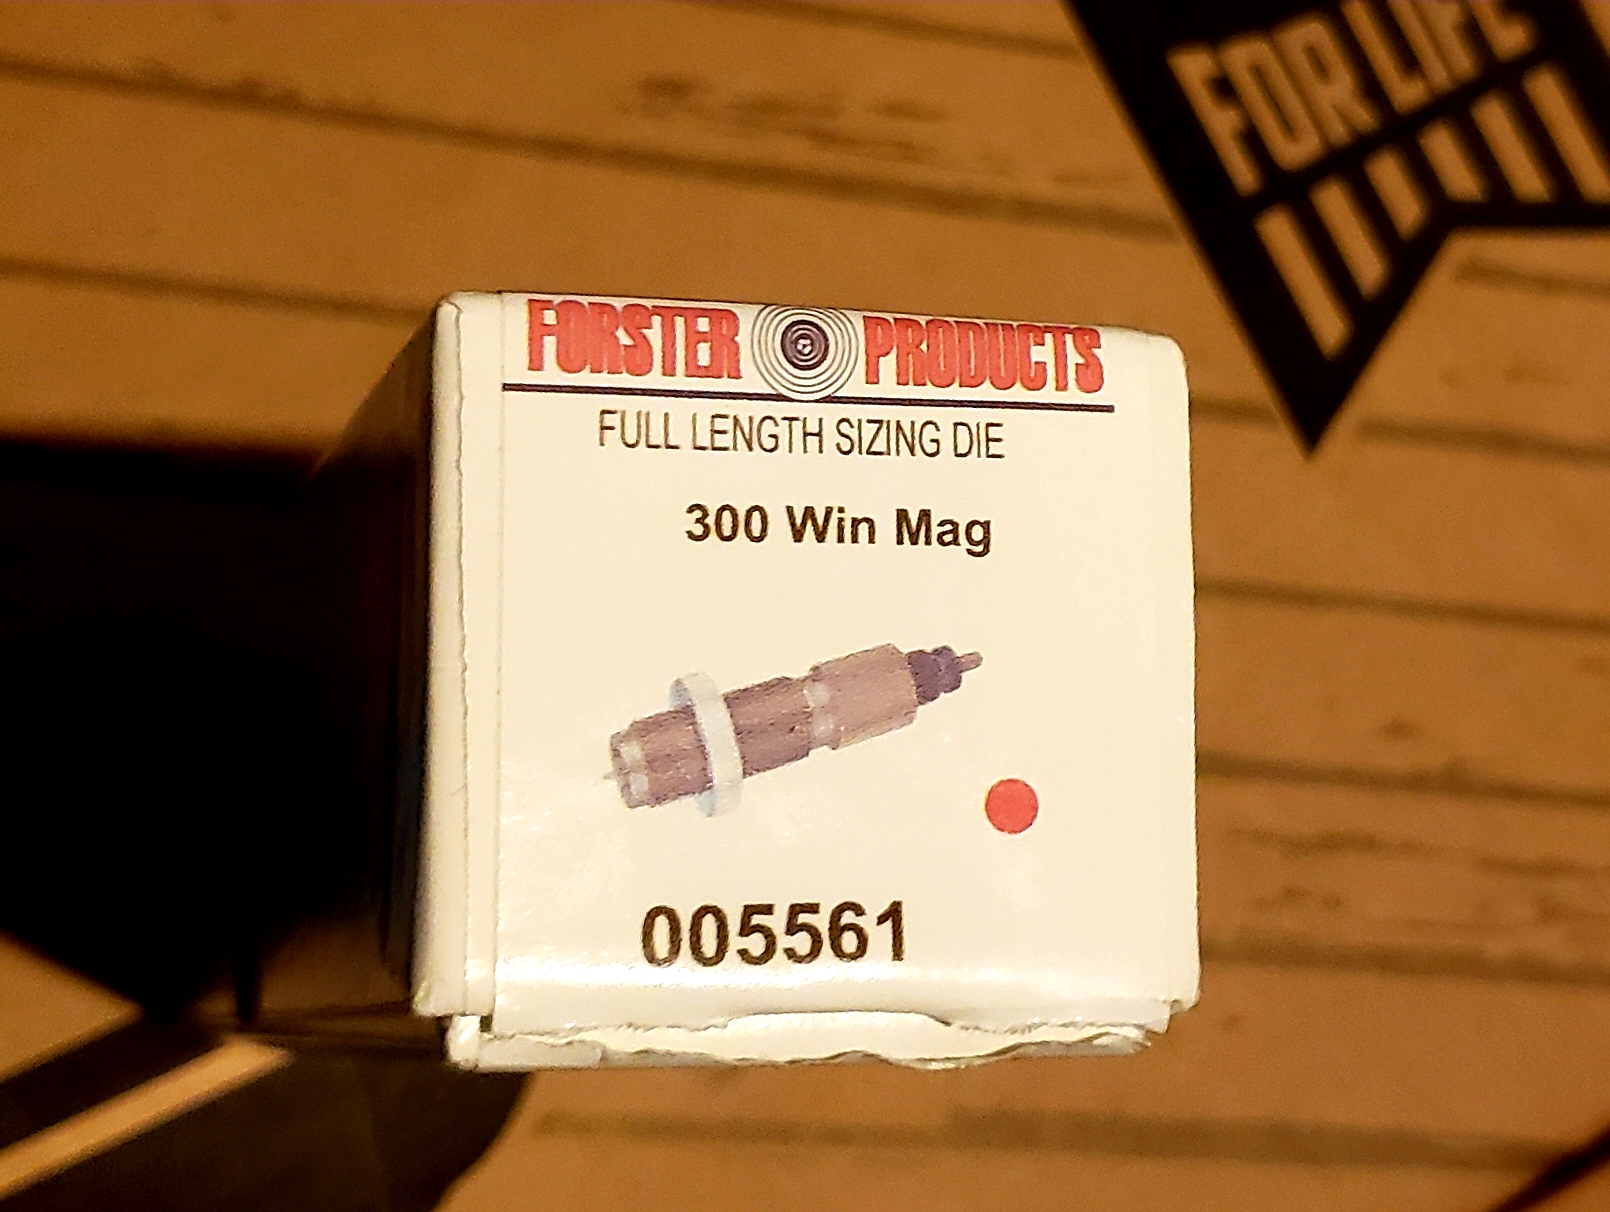 FOR LIFE
FORSTER PRODUCTS
FULL LENGTH SIZING DIE
300 Win Mag
005561